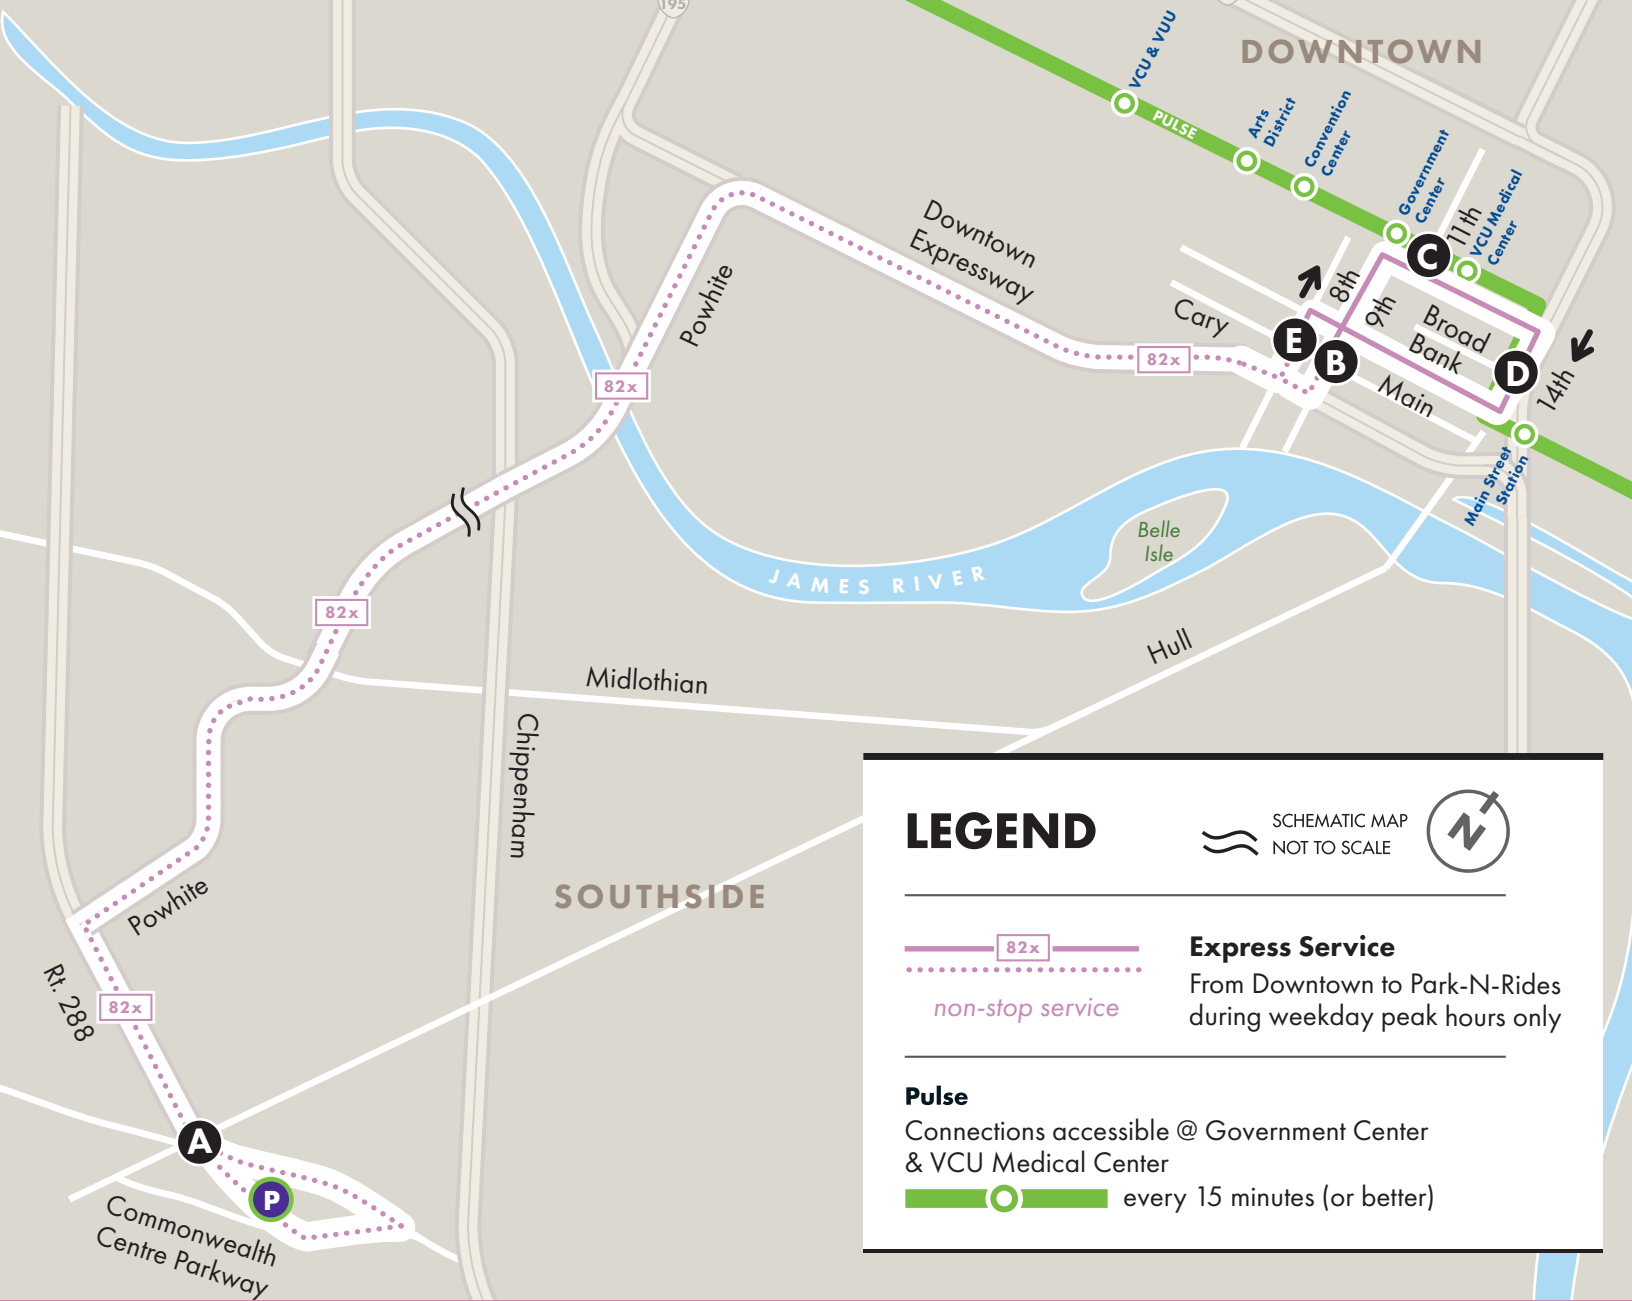 195
DOWNTOWN
VCU & VUU
PULSE
Arts
District
Convention
Center
Government
Center
11th
VCU Medical
Center
C
Downtown
Expressway
Powhite
Cary
8th
9th
Broad
Bank
Main
14th
E
B
D
82x
82x
Main Street
Station
Belle
Isle
JAMES RIVER
82x
Hull
Midlothian
Chippenham
SOUTHSIDE
Powhite
Rt. 288
82x
A
P
Commonwealth
Centre Parkway
LEGEND
SCHEMATIC MAP
NOT TO SCALE
N
82x
non-stop service
Express Service
From Downtown to Park-N-Rides
during weekday peak hours only
Pulse
Connections accessible @ Government Center
& VCU Medical Center
every 15 minutes (or better)